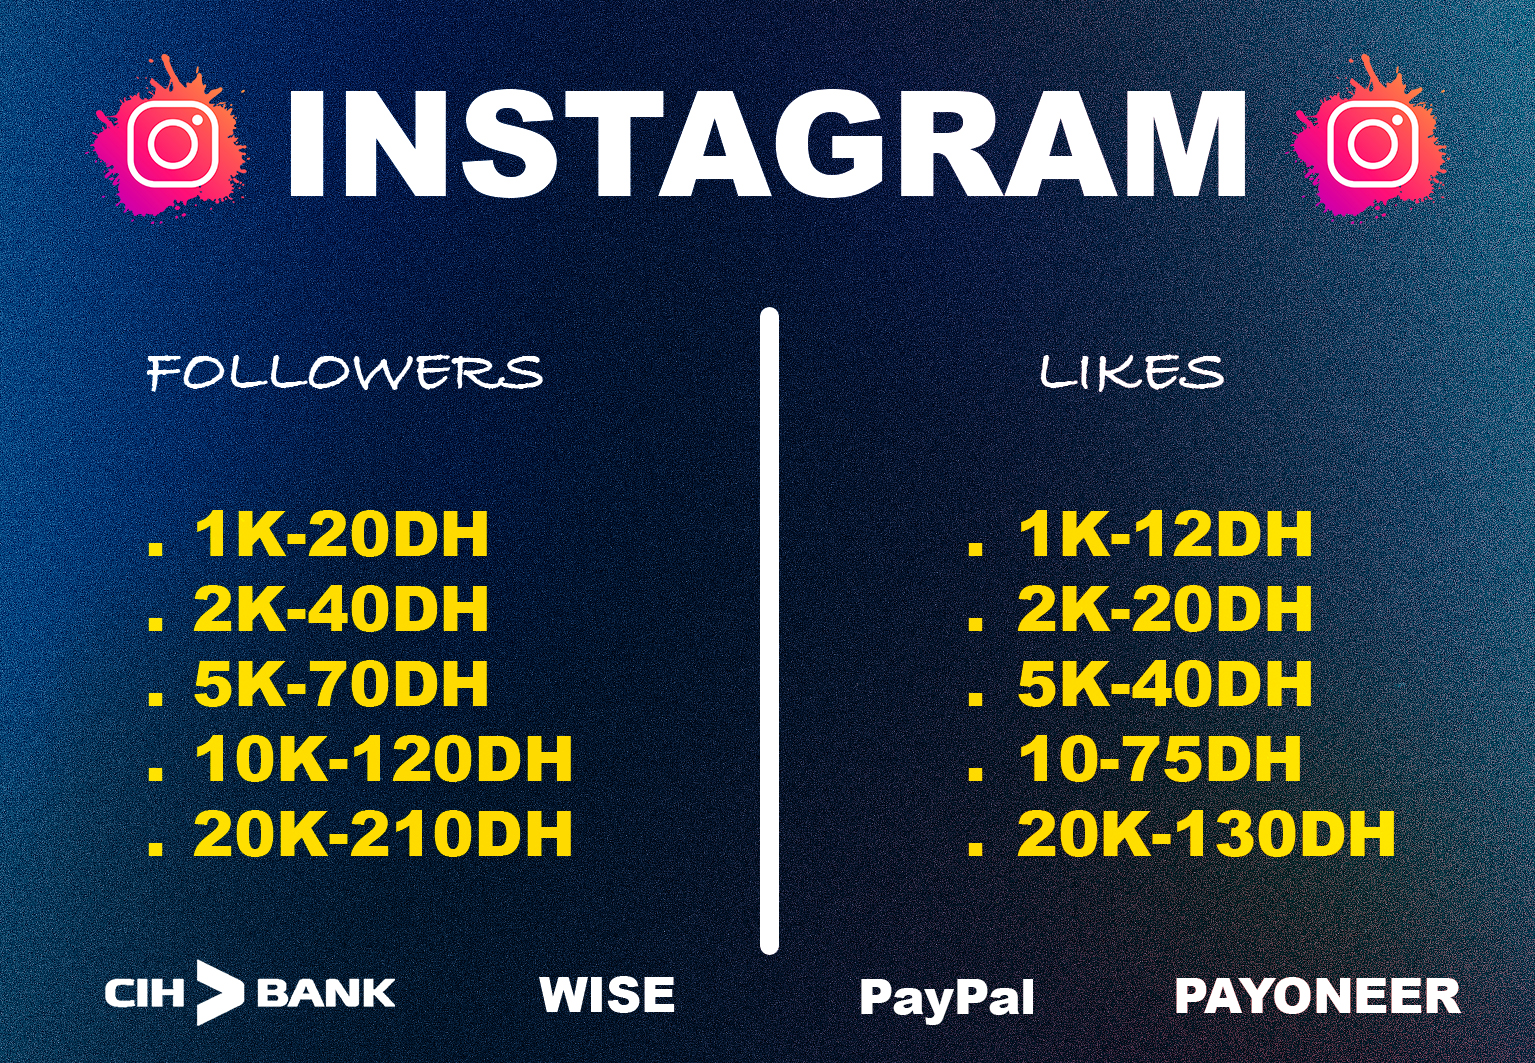 INSTAGRAM
FOLLOWERS
. 1K-20DH
. 2K-40DH
. 5K-70DH
. 10K-120DH
. 20K-210DH
LIKES
. 1K-12DH
. 2K-20DH
. 5K-40DH
. 10-75DH
. 20K-130DH
CIH BANK
WISE
PayPal
PAYONEER